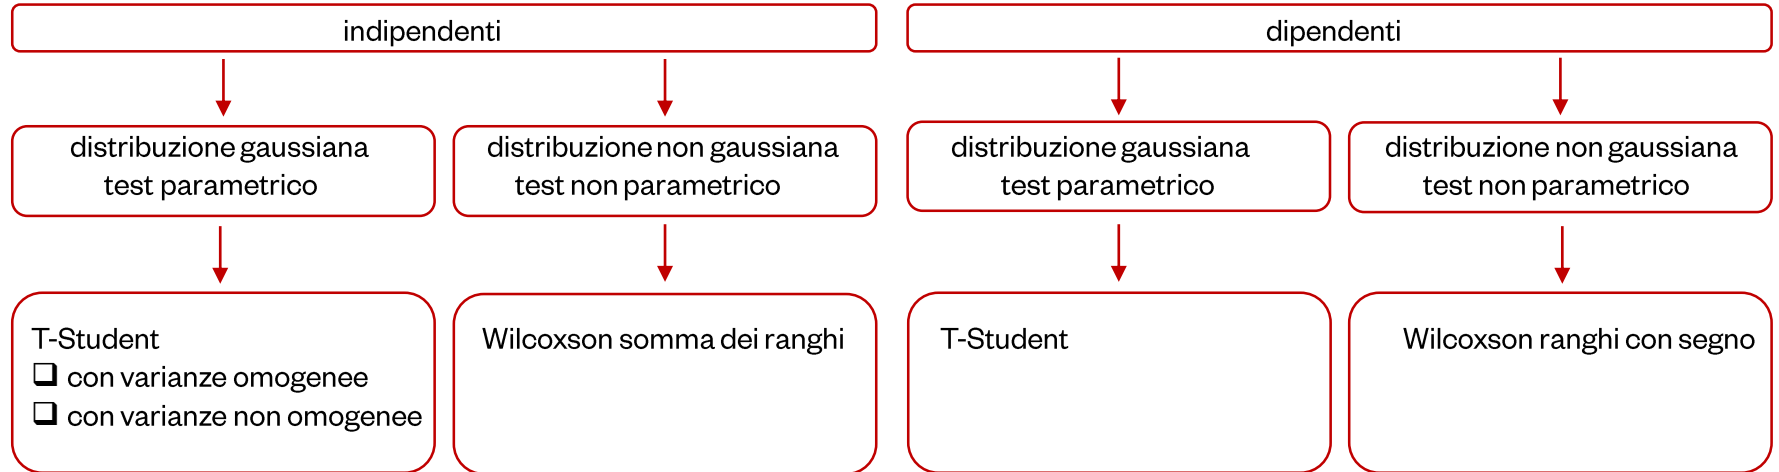 indipendenti
dipendenti
distribuzione gaussiana
test parametrico
distribuzione non gaussiana
test non parametrico
distribuzione gaussiana
test parametrico
distribuzione non gaussiana
test non parametrico
T-Student
❑ con varianze omogenee
❑ con varianze non omogenee
Wilcoxson somma dei ranghi
T-Student
Wilcoxson ranghi con segno